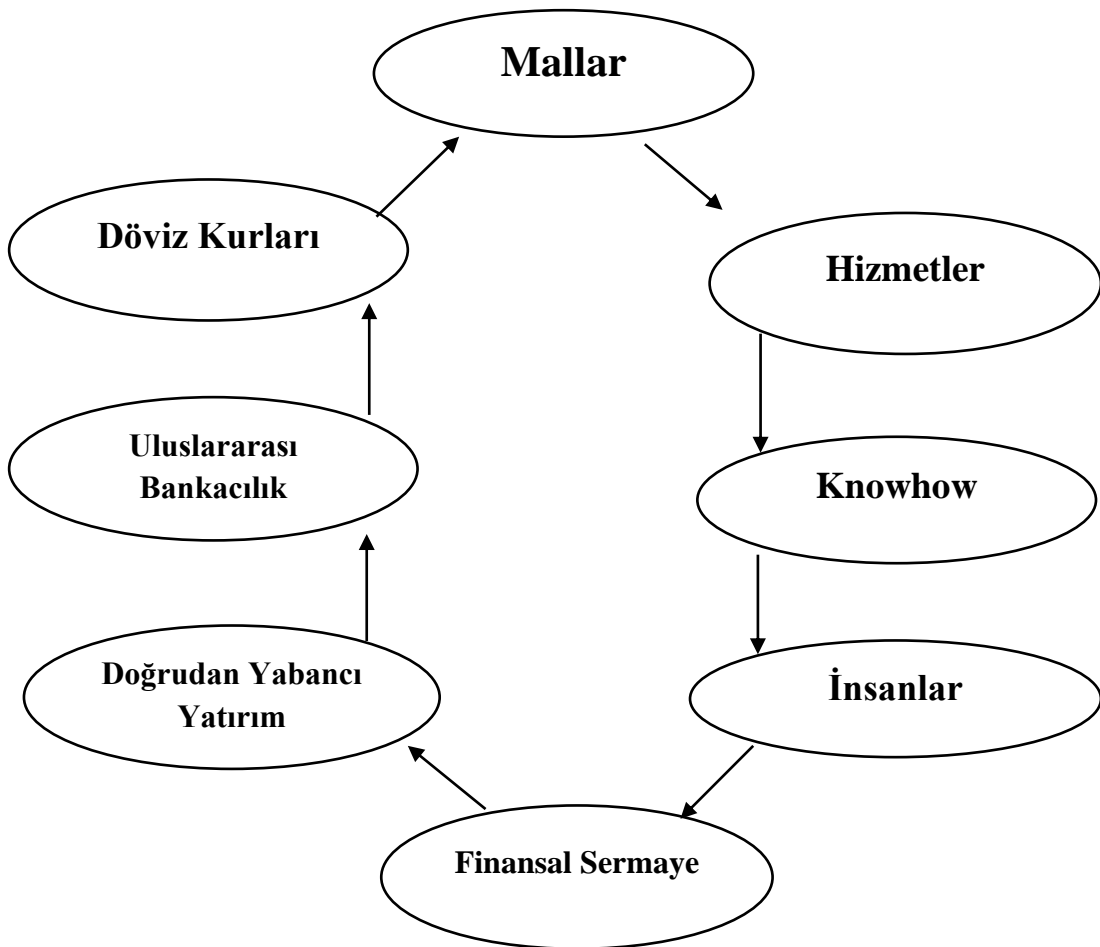 Mallar
Döviz Kurları
Hizmetler
Uluslararası
Bankacılık
Knowhow
Doğrudan Yabancı
Yatırım
İnsanlar
Finansal Sermaye